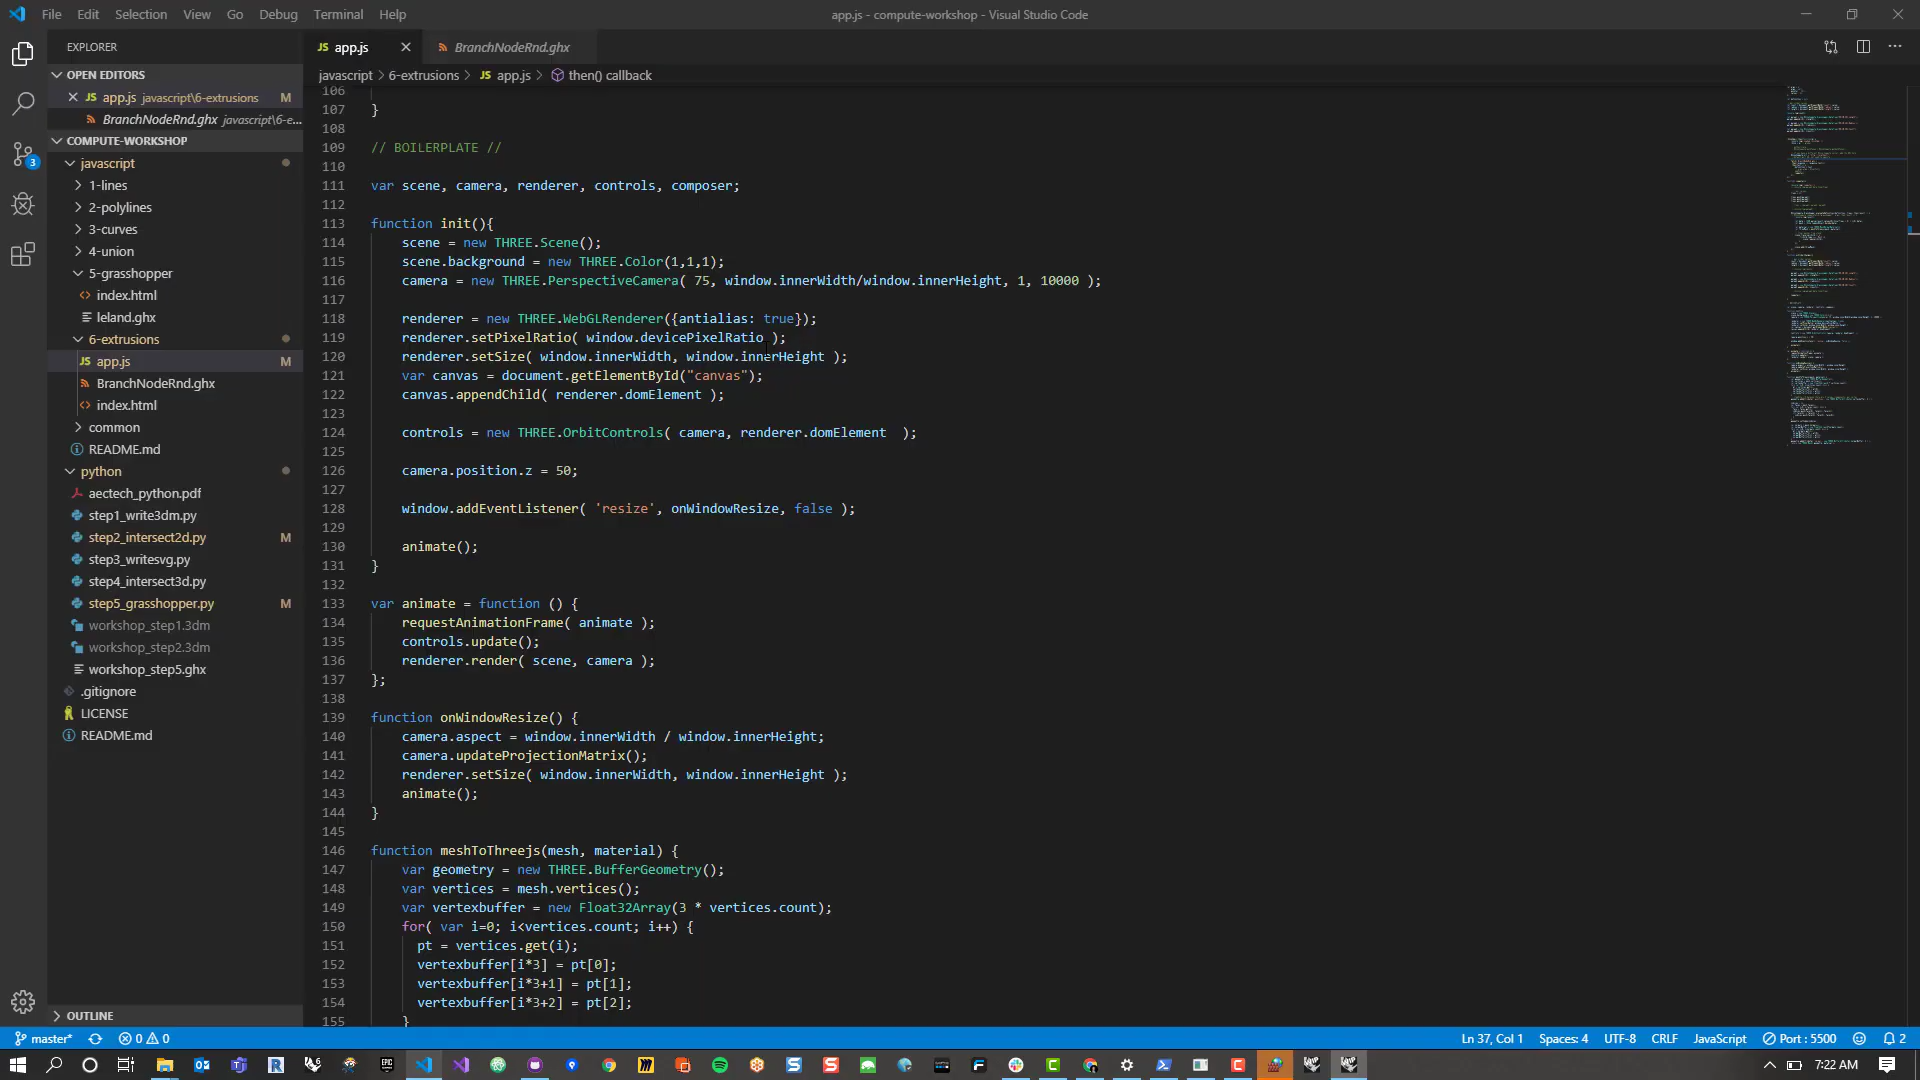 File Edit Selection View Go Debug Terminal Help
app.js - compute-workshop - Visual Studio Code
EXPLORER
OPEN EDITORS
app.js javascript\6-extrusions M
BranchNodeRnd.ghx javascript\6-e...
COMPUTE-WORKSHOP
javascript
1-lines
2-polylines
3-curves
4-union
5-grasshopper
index.html
leland.ghx
6-extrusions
app.js M
BranchNodeRnd.ghx
index.html
common
README.md
python
aectech_python.pdf
step1_write3dm.py
step2_intersect2d.py M
step3_writesvg.py
step4_intersect3d.py
step5_grasshopper.py M
workshop_step1.3dm
workshop_step2.3dm
workshop_step5.ghx
.gitignore
LICENSE
README.md
OUTLINE
JS app.js BranchNodeRnd.ghx
javascript > 6-extrusions > JS app.js > then() callback
106
107 }
108
109 // BOILERPLATE //
110
111 var scene, camera, renderer, controls, composer;
112
113 function init(){
114 scene = new THREE.Scene();
115 scene.background = new THREE.Color(1,1,1);
116 camera = new THREE.PerspectiveCamera( 75, window.innerWidth/window.innerHeight, 1, 10000 );
117
118 renderer = new THREE.WebGLRenderer({antialias: true});
119 renderer.setPixelRatio( window.devicePixelRatio );
120 renderer.setSize( window.innerWidth, window.innerHeight );
121 var canvas = document.getElementById("canvas");
122 canvas.appendChild( renderer.domElement );
123
124 controls = new THREE.OrbitControls( camera, renderer.domElement  );
125
126 camera.position.z = 50;
127
128 window.addEventListener( 'resize', onWindowResize, false );
129
130 animate();
131 }
132
133 var animate = function () {
134 requestAnimationFrame( animate );
135 controls.update();
136 renderer.render( scene, camera );
137 };
138
139 function onWindowResize() {
140 camera.aspect = window.innerWidth / window.innerHeight;
141 camera.updateProjectionMatrix();
142 renderer.setSize( window.innerWidth, window.innerHeight );
143 animate();
144 }
145
146 function meshToThreejs(mesh, material) {
147 var geometry = new THREE.BufferGeometry();
148 var vertices = mesh.vertices();
149 var vertexbuffer = new Float32Array(3 * vertices.count);
150 for( var i=0; i<vertices.count; i++) {
151 pt = vertices.get(i);
152 vertexbuffer[i*3] = pt[0];
153 vertexbuffer[i*3+1] = pt[1];
154 vertexbuffer[i*3+2] = pt[2];
155 }
3
master* 0 0 Ln 37, Col 1 Spaces: 4 UTF-8 CRLF JavaScript Port : 5500 2
7:22 AM